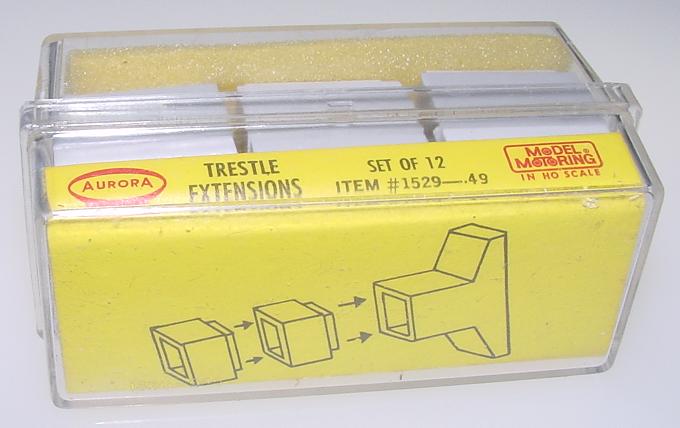 AURORA
TRESTLE
EXTENSIONS
SET OF 12
ITEM #1529—.49
MODEL
MOTORING®
IN HO SCALE